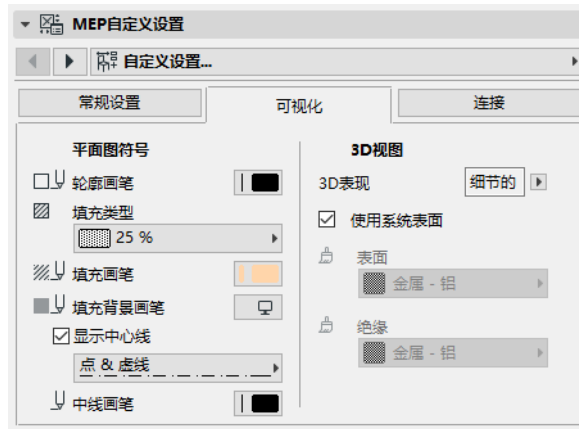 MEP自定义设置
自定义设置...
常规设置
可视化
连接
平面图符号
轮廓画笔
填充类型
25 %
填充画笔
填充背景画笔
显示中心线
点 & 虚线
中线画笔
3D视图
3D表现
细节的
使用系统表面
表面
金属 - 铝
绝缘
金属 - 铝